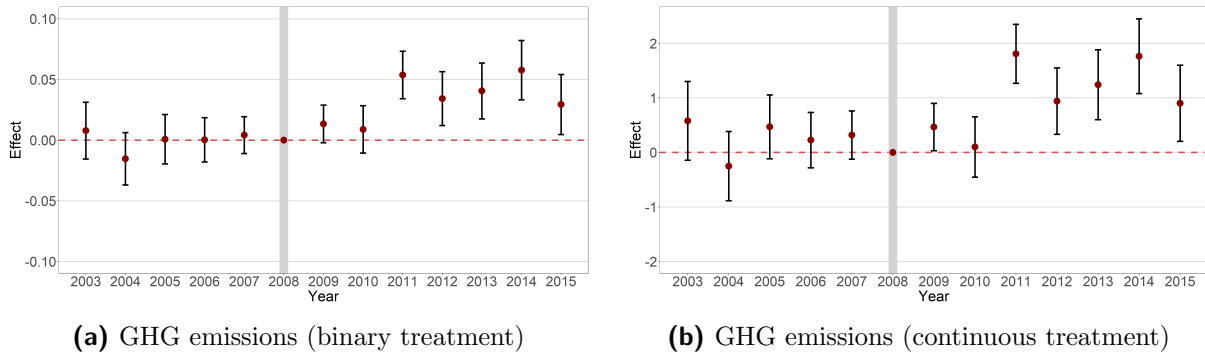 0.10
0.05
0.00
-0.05
-0.10
Effect
2003 2004 2005 2006 2007 2008 2009 2010 2011 2012 2013 2014 2015
Year
(a) GHG emissions (binary treatment)
2
1
0
-1
-2
Effect
2003 2004 2005 2006 2007 2008 2009 2010 2011 2012 2013 2014 2015
Year
(b) GHG emissions (continuous treatment)